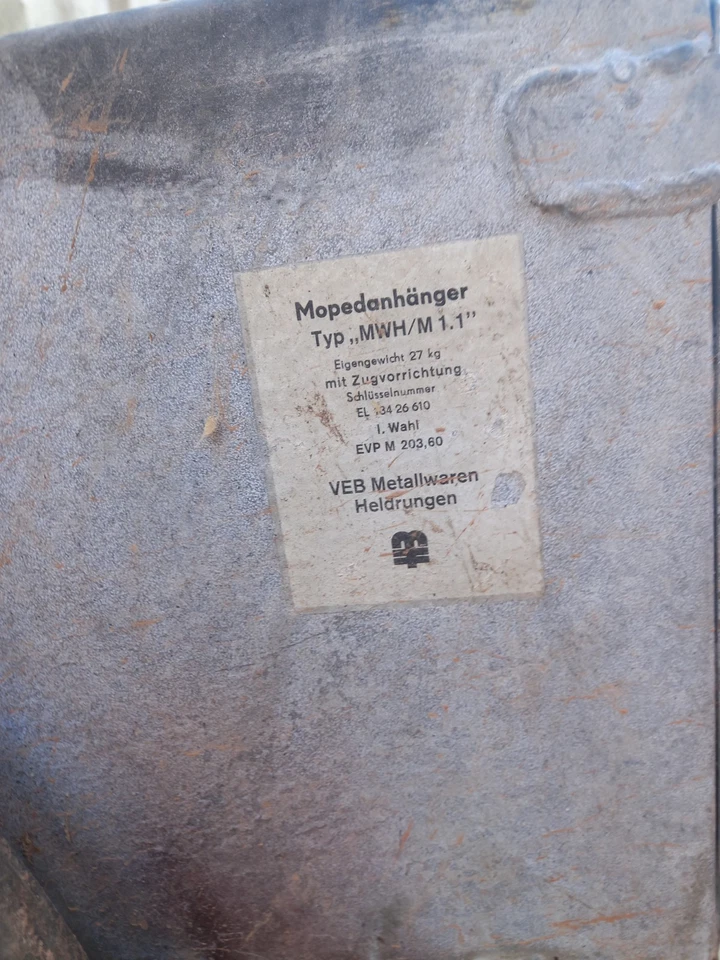 Mopedanhänger
Typ „MWH/M 1.1”
Eigengewicht 27 kg
mit Zugvorrichtung
Schlüsselnummer
EL 34 26 610
I. Wahl
EVP M 203,60
VEB Metallwaren
Heldrungen